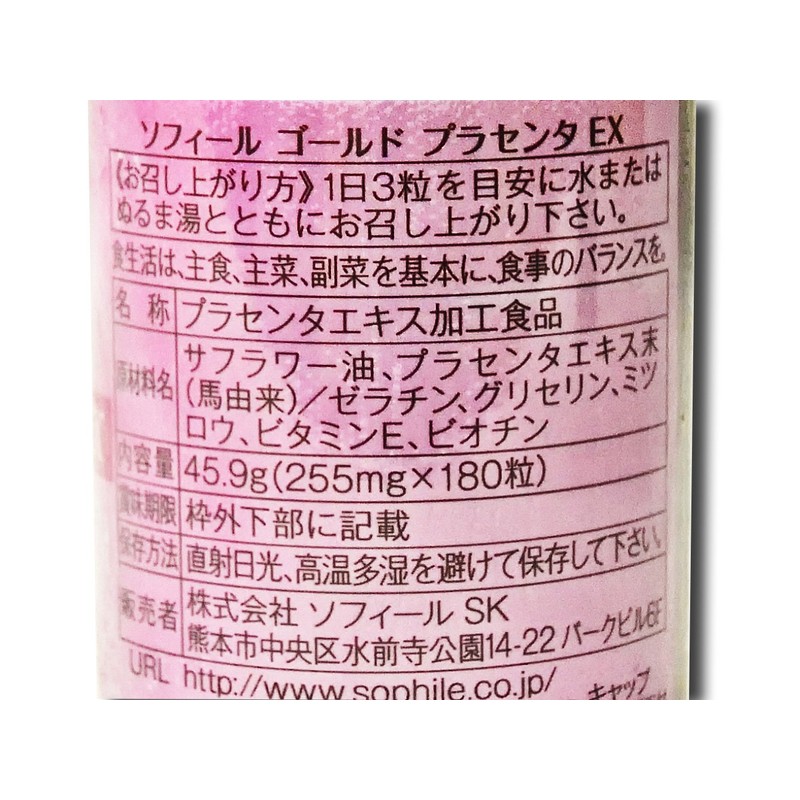 ソフィール ゴールド プラセンタEX
《お召し上がり方》1日3粒を目安に水または
ぬるま湯とともにお召し上がり下さい。
食生活は、主食、主菜、副菜を基本に、食事のバランスを。
名 称 プラセンタエキス加工食品
原材料名 サフラワー油、プラセンタエキス末
(馬由来)/ゼラチン、グリセリン、ミツ
ロウ、ビタミンE、ビオチン
内容量 45.9g(255mg×180粒)
賞味期限 枠外下部に記載
保存方法 直射日光、高温多湿を避けて保存して下さい。
販売者 株式会社 ソフィールSK
熊本市中央区水前寺公園14-22 パークビル6F
URL http://www.sophile.co.jp/
キャップ